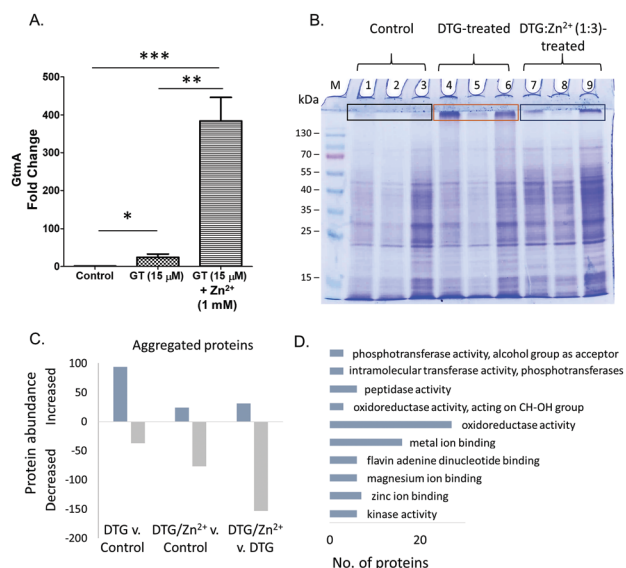 A.
***
**
*
GtmA
Fold Change
500
400
300
200
100
0
Control
GT (15 µM)
GT (15 µM)
+ Zn²⁺
(1 mM)
B.
Control
DTG-treated
DTG:Zn²⁺ (1:3)-
treated
M 1 2 3 4 5 6 7 8 9
kDa
130
70
55
40
35
25
15
C.
Aggregated proteins
Protein abundance
Decreased Increased
100
50
0
-50
-100
-150
-200
DTG v.
Control
DTG/Zn²⁺ v.
Control
DTG/Zn²⁺
v. DTG
D.
phosphotransferase activity, alcohol group as acceptor
intramolecular transferase activity, phosphotransferases
peptidase activity
oxidoreductase activity, acting on CH-OH group
oxidoreductase activity
metal ion binding
flavin adenine dinucleotide binding
magnesium ion binding
zinc ion binding
kinase activity
0 20
No. of proteins